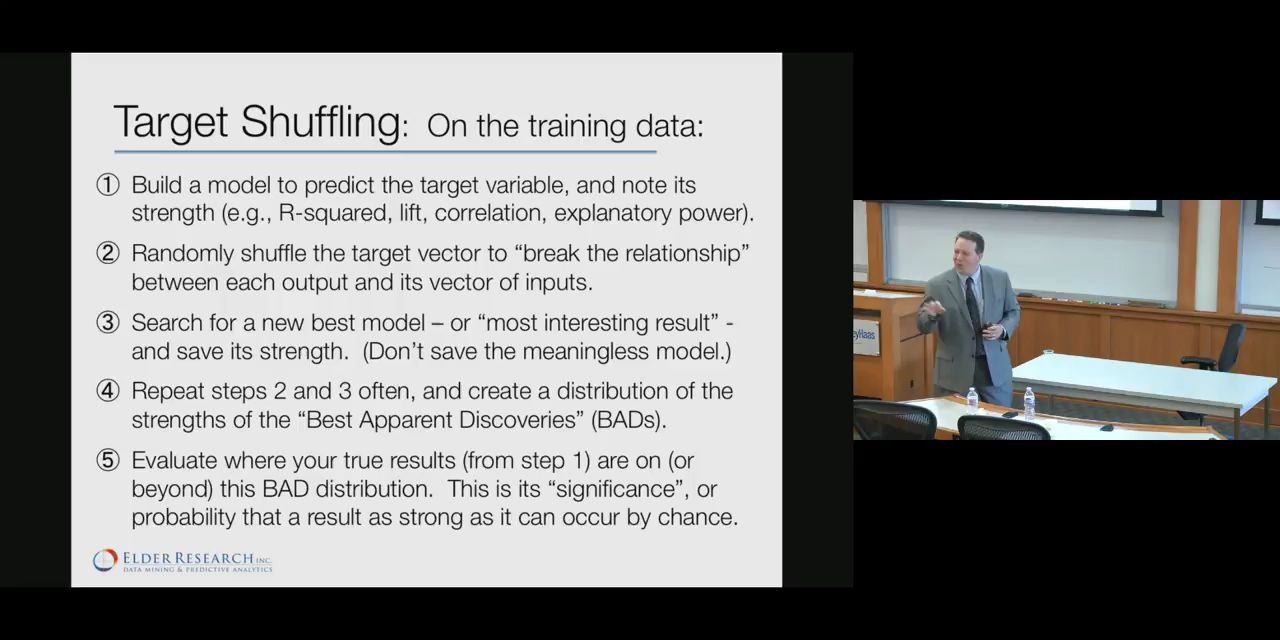 Target Shuffling: On the training data:
① Build a model to predict the target variable, and note its
strength (e.g., R-squared, lift, correlation, explanatory power).
② Randomly shuffle the target vector to “break the relationship”
between each output and its vector of inputs.
③ Search for a new best model – or “most interesting result” -
and save its strength. (Don’t save the meaningless model.)
④ Repeat steps 2 and 3 often, and create a distribution of the
strengths of the “Best Apparent Discoveries” (BADs).
⑤ Evaluate where your true results (from step 1) are on (or
beyond) this BAD distribution. This is its “significance”, or
probability that a result as strong as it can occur by chance.
ELDER RESEARCH INC.
DATA MINING & PREDICTIVE ANALYTICS
eyHaas